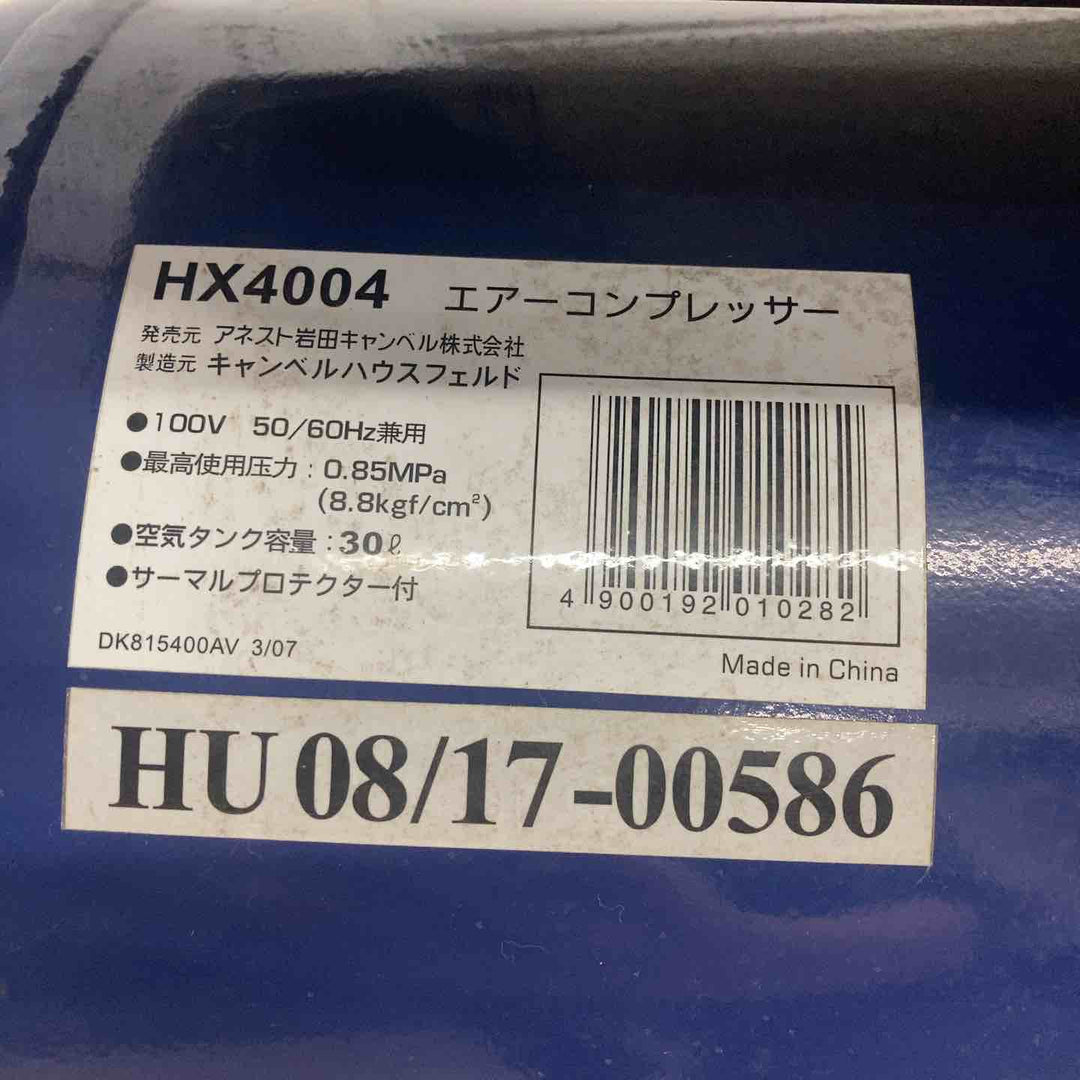 HX4004 エアーコンプレッサー
発売元 アネスト岩田キャンベル株式会社
製造元 キャンベルハウスフェルド
●100V 50/60Hz兼用
●最高使用圧力：0.85MPa
(8.8kgf/cm²)
●空気タンク容量：30ℓ
●サーマルプロテクター付
4 900192 010282
DK815400AV 3/07
Made in China
HU 08/17-00586